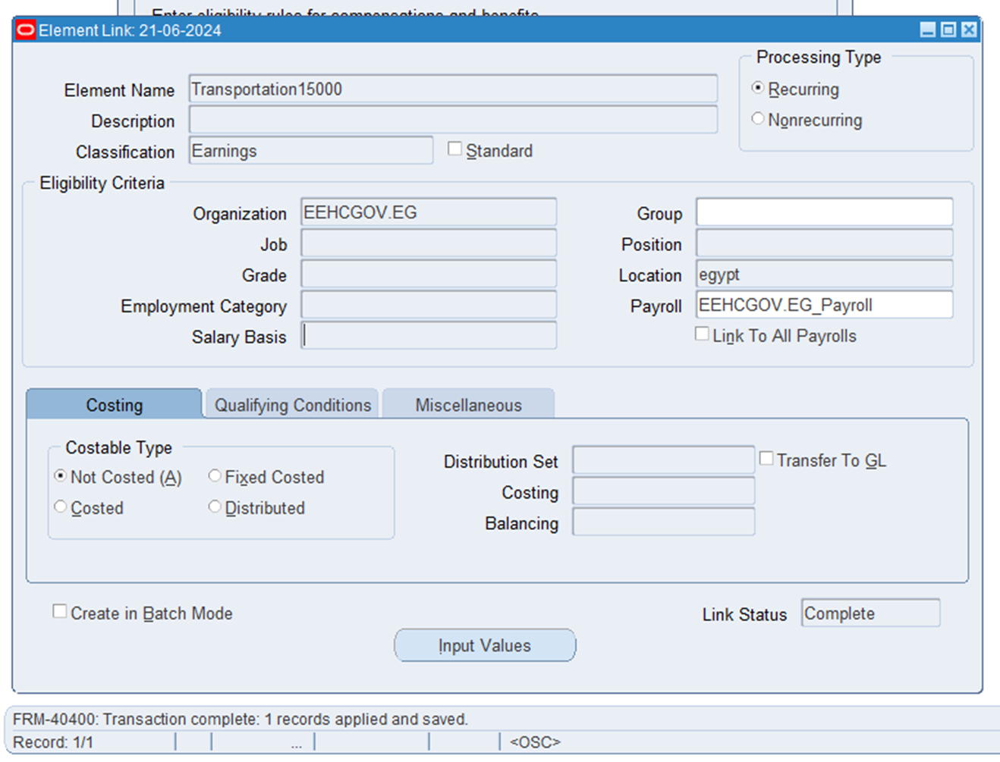 Enter eligibility rules for compensations and benefits
Element Link: 21-06-2024
Processing Type
Element Name Transportation15000
Recurring
Description
Nonrecurring
Classification Earnings Standard
Eligibility Criteria
Organization EEHCGOV.EG Group
Job Position
Grade Location egypt
Employment Category Payroll EEHCGOV.EG_Payroll
Salary Basis Link To All Payrolls
Costing Qualifying Conditions Miscellaneous
Costable Type
Distribution Set Transfer To GL
Not Costed (A) Fixed Costed
Costing
Costed Distributed
Balancing
Create in Batch Mode Link Status Complete
Input Values
FRM-40400: Transaction complete: 1 records applied and saved.
Record: 1/1 ... <OSC>